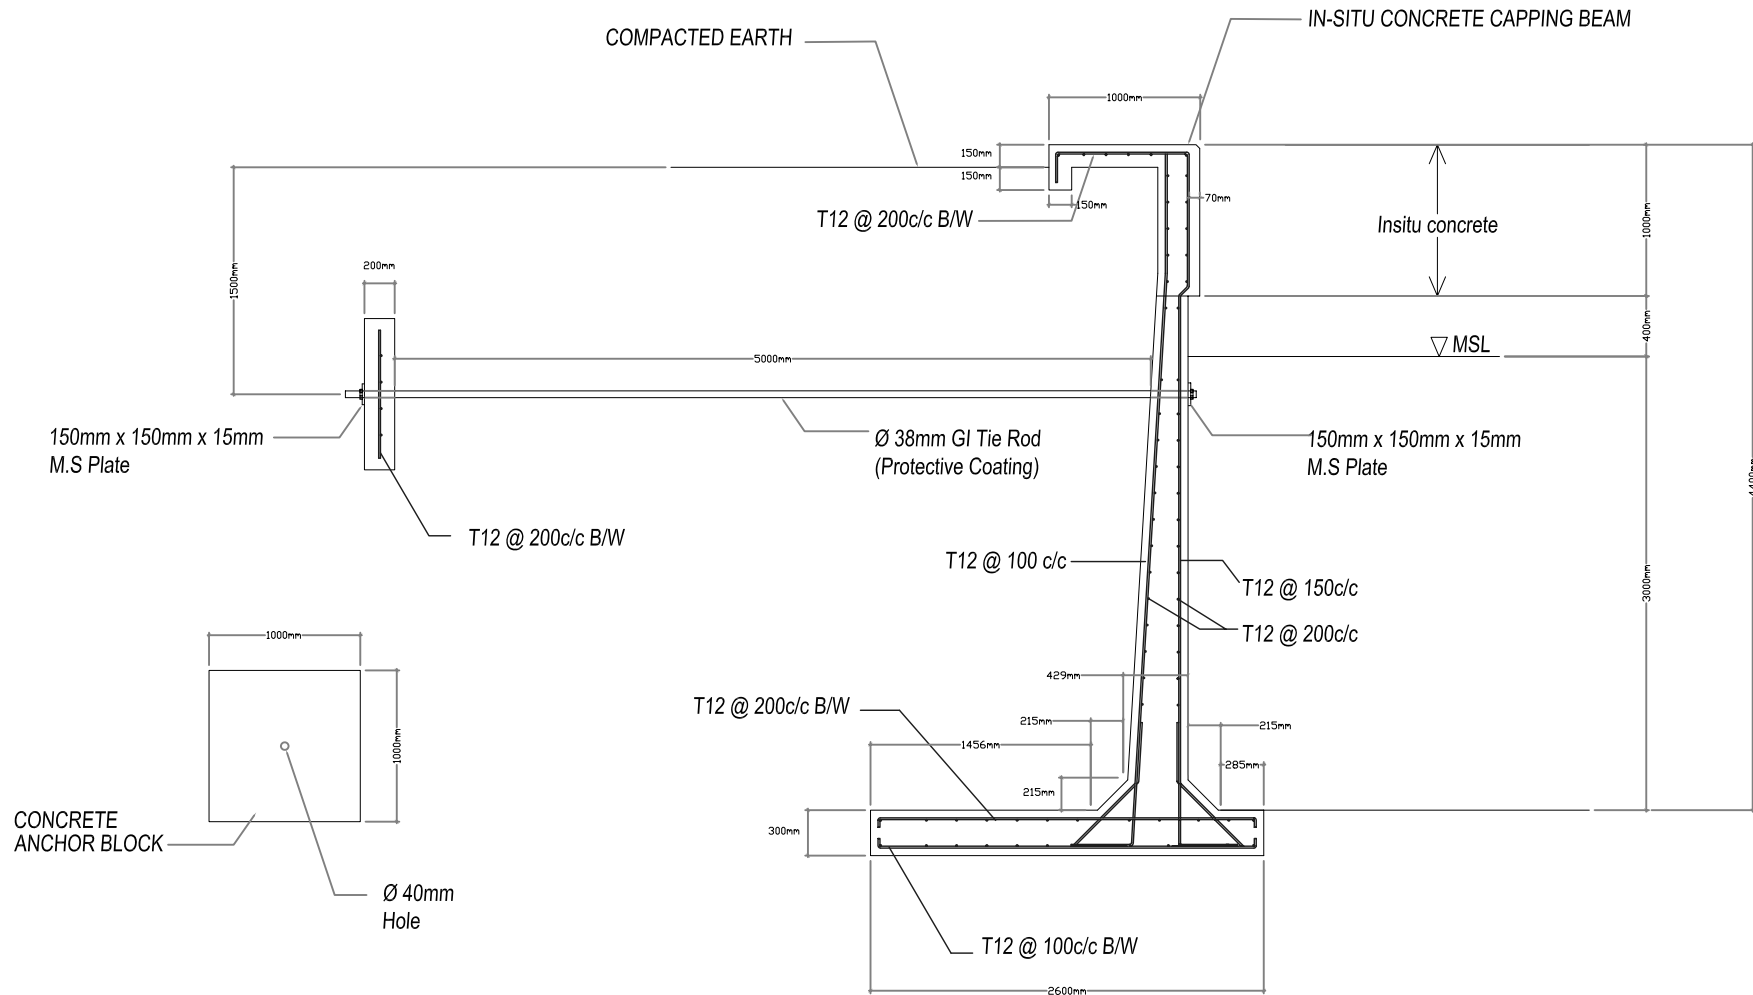 IN-SITU CONCRETE CAPPING BEAM
COMPACTED EARTH
1000mm
150mm
150mm
150mm
70mm
T12 @ 200c/c B/W
Insitu concrete
1000mm
1500mm
200mm
400mm
MSL
5000mm
150mm x 150mm x 15mm
M.S Plate
Ø 38mm GI Tie Rod
(Protective Coating)
150mm x 150mm x 15mm
M.S Plate
T12 @ 200c/c B/W
T12 @ 100 c/c
T12 @ 150c/c
3000mm
T12 @ 200c/c
1000mm
429mm
T12 @ 200c/c B/W
215mm
215mm
1456mm
1000mm
285mm
215mm
CONCRETE
ANCHOR BLOCK
300mm
Ø 40mm
Hole
T12 @ 100c/c B/W
2600mm